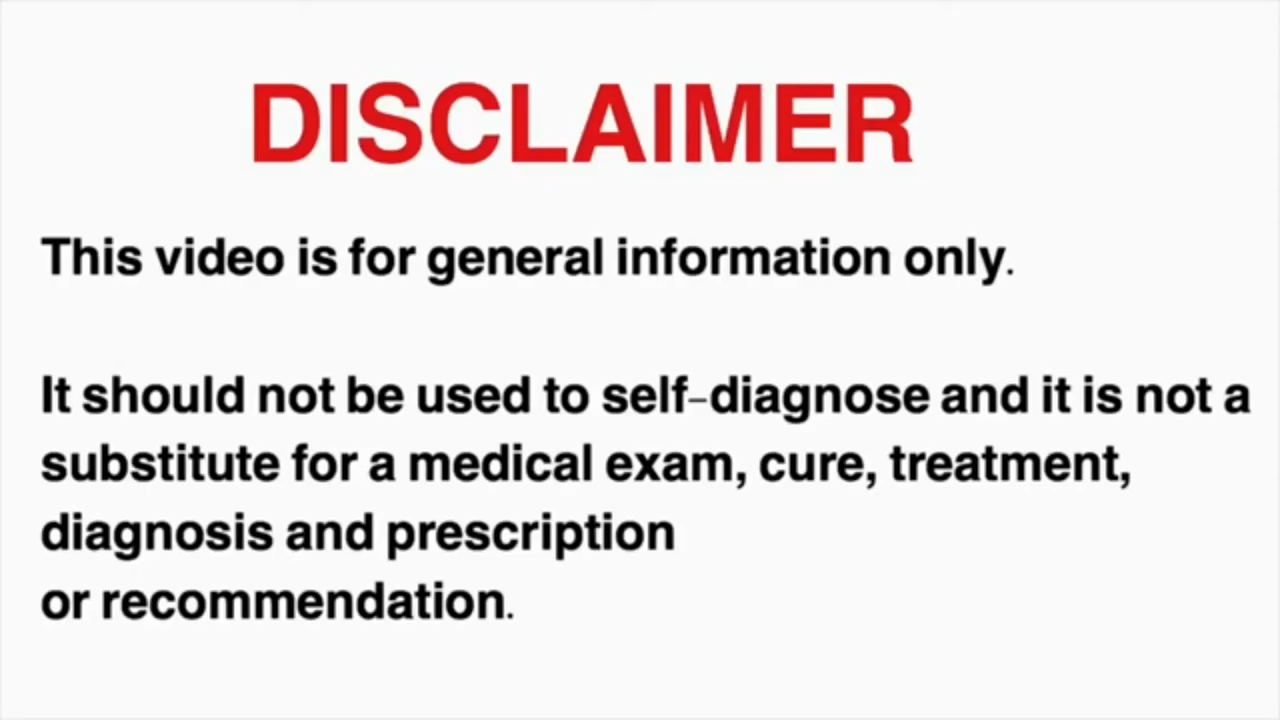 DISCLAIMER
This video is for general information only.
It should not be used to self-diagnose and it is not a
substitute for a medical exam, cure, treatment,
diagnosis and prescription
or recommendation.